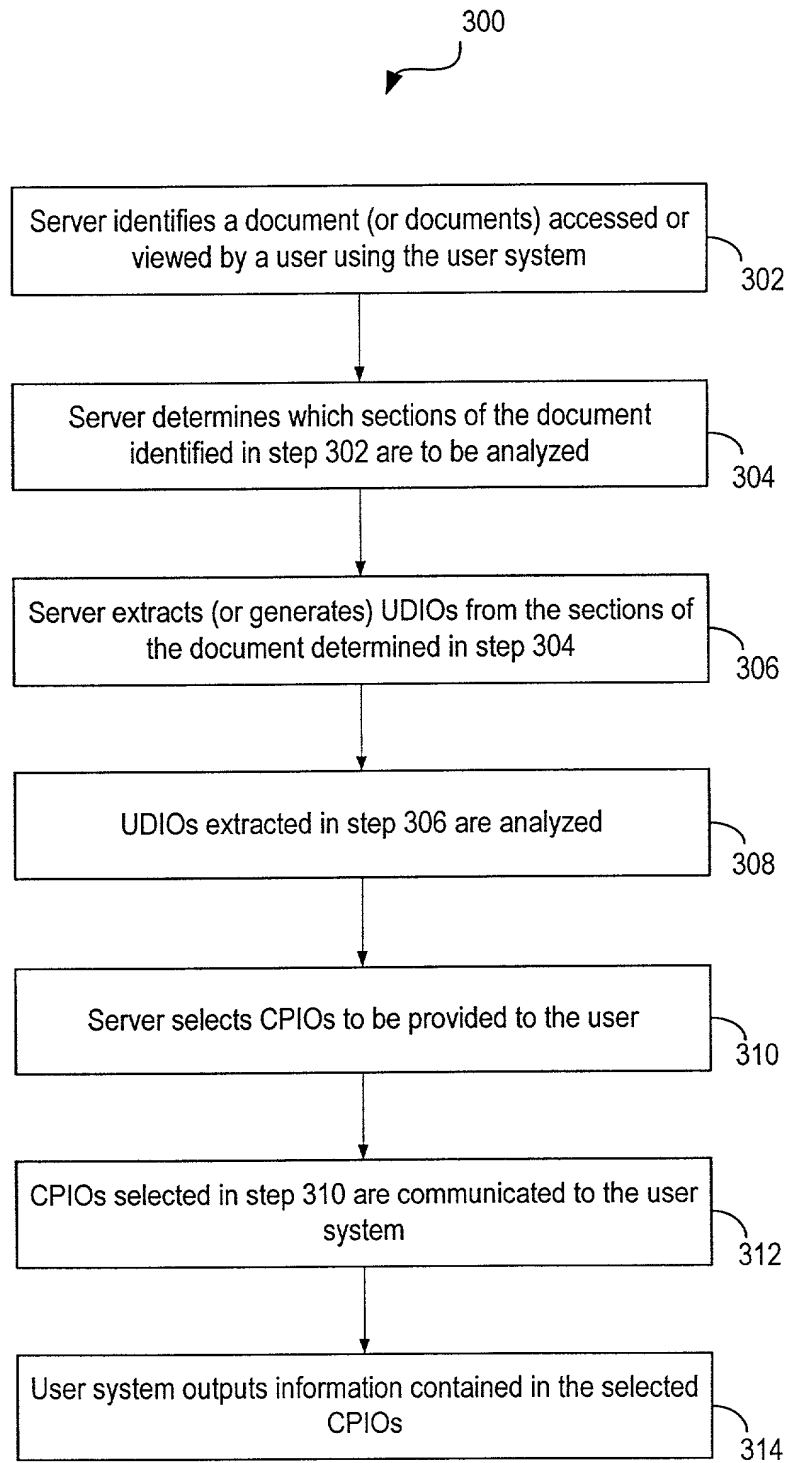 300
Server identifies a document (or documents) accessed or
viewed by a user using the user system
302
Server determines which sections of the document
identified in step 302 are to be analyzed
304
Server extracts (or generates) UDIOs from the sections of
the document determined in step 304
306
UDIOs extracted in step 306 are analyzed
308
Server selects CPIOs to be provided to the user
310
CPIOs selected in step 310 are communicated to the user
system
312
User system outputs information contained in the selected
CPIOs
314